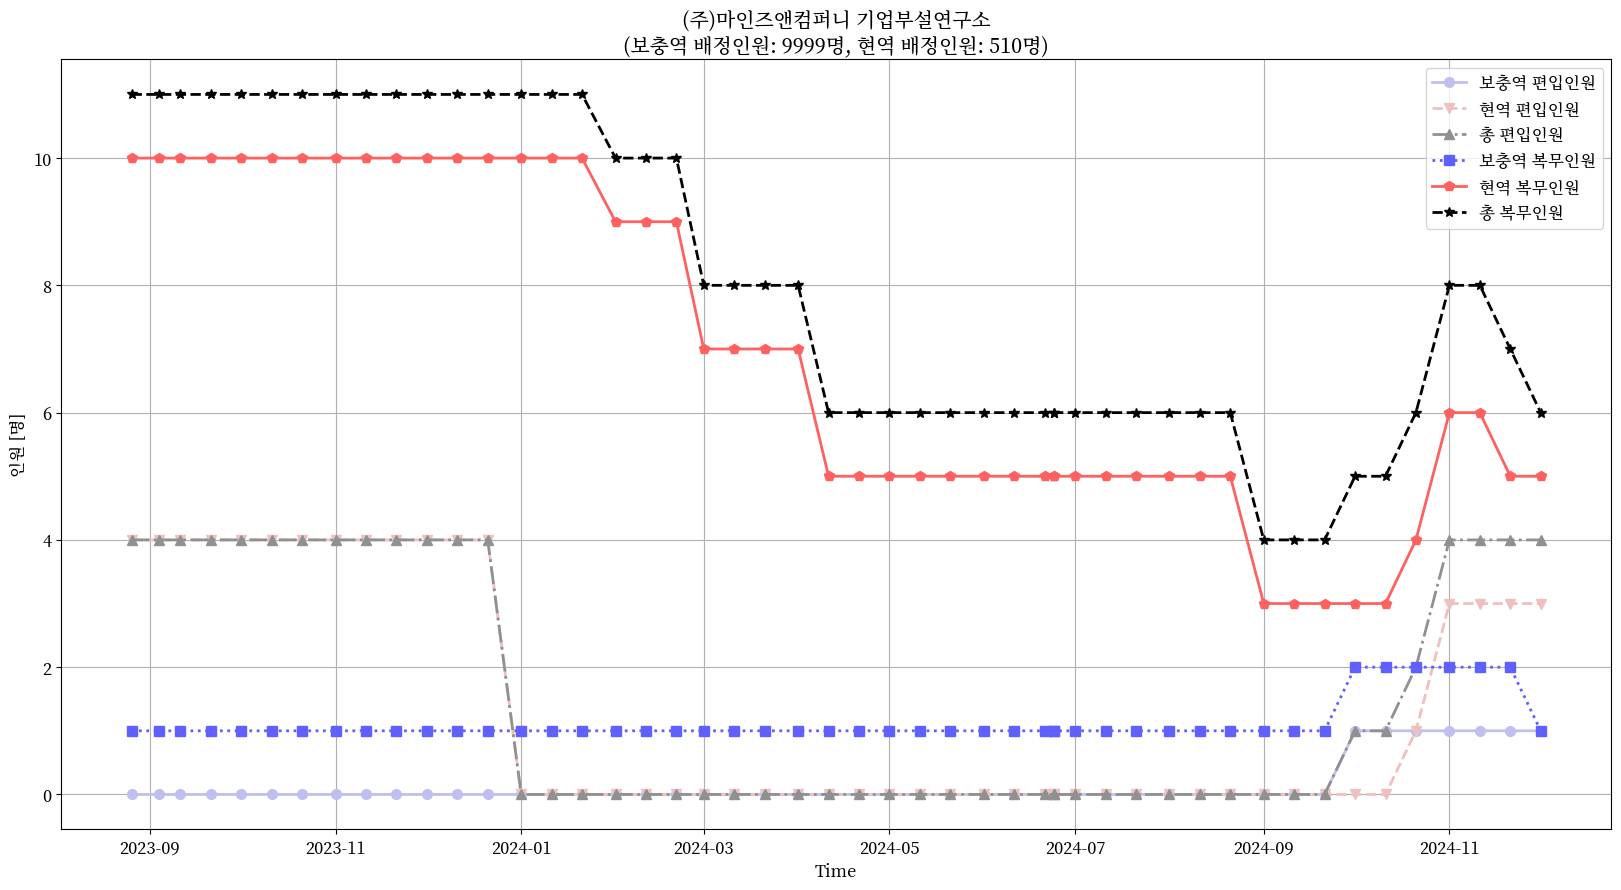 (주)마인즈앤컴퍼니 기업부설연구소
(보충역 배정인원: 9999명, 현역 배정인원: 510명)
보충역 편입인원
현역 편입인원
총 편입인원
보충역 복무인원
현역 복무인원
총 복무인원
인원 [명]
10
8
6
4
2
0
2023-09
2023-11
2024-01
2024-03
2024-05
2024-07
2024-09
2024-11
Time